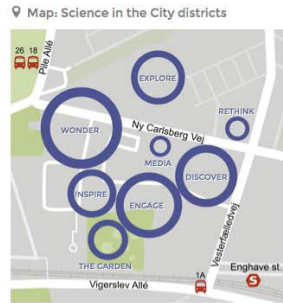 Map: Science in the City districts
26 18
Pile Allé
EXPLORE
RETHINK
WONDER
Ny Carlsberg Vej
MEDIA
DISCOVER
INSPIRE
ENGAGE
Vesterfælledvej
THE GARDEN
1A
Enghave st.
S
Vigerslev Allé